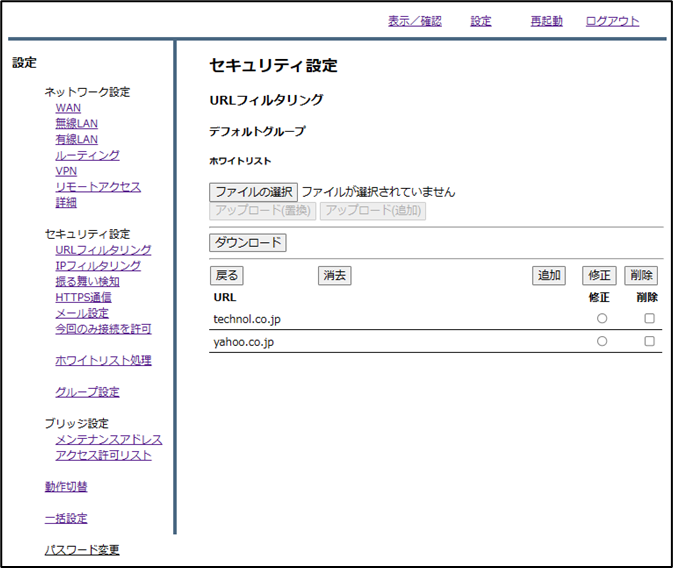 表示／確認 設定 再起動 ログアウト
設定
ネットワーク設定
WAN
無線LAN
有線LAN
ルーティング
VPN
リモートアクセス
詳細
セキュリティ設定
URLフィルタリング
IPフィルタリング
振る舞い検知
HTTPS通信
メール設定
今回のみ接続を許可
ホワイトリスト処理
グループ設定
ブリッジ設定
メンテナンスアドレス
アクセス許可リスト
動作切替
一括設定
パスワード変更
セキュリティ設定
URLフィルタリング
デフォルトグループ
ホワイトリスト
ファイルの選択 ファイルが選択されていません
アップロード(置換) アップロード(追加)
ダウンロード
戻る 消去 追加 修正 削除
URL 修正 削除
technol.co.jp
yahoo.co.jp